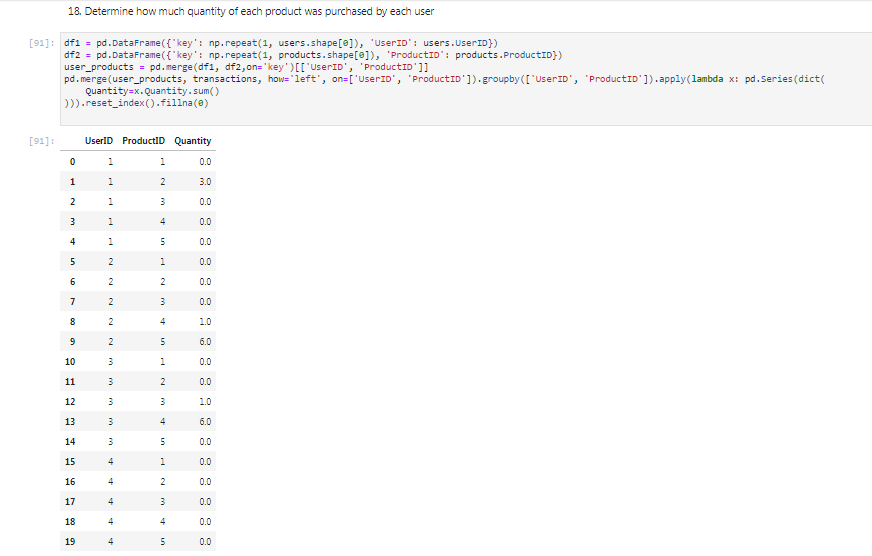 18. Determine how much quantity of each product was purchased by each user
[91]: df1 = pd.DataFrame({'key': np.repeat(1, users.shape[0]), 'UserID': users.UserID})
df2 = pd.DataFrame({'key': np.repeat(1, products.shape[0]), 'ProductID': products.ProductID})
user_products = pd.merge(df1, df2,on='key')[['UserID', 'ProductID']]
pd.merge(user_products, transactions, how='left', on=['UserID', 'ProductID']).groupby(['UserID', 'ProductID']).apply(lambda x: pd.Series(dict(
Quantity=x.Quantity.sum()
))).reset_index().fillna(0)
[91]: UserID ProductID Quantity
0 1 1 0.0
1 1 2 3.0
2 1 3 0.0
3 1 4 0.0
4 1 5 0.0
5 2 1 0.0
6 2 2 0.0
7 2 3 0.0
8 2 4 1.0
9 2 5 6.0
10 3 1 0.0
11 3 2 0.0
12 3 3 1.0
13 3 4 6.0
14 3 5 0.0
15 4 1 0.0
16 4 2 0.0
17 4 3 0.0
18 4 4 0.0
19 4 5 0.0